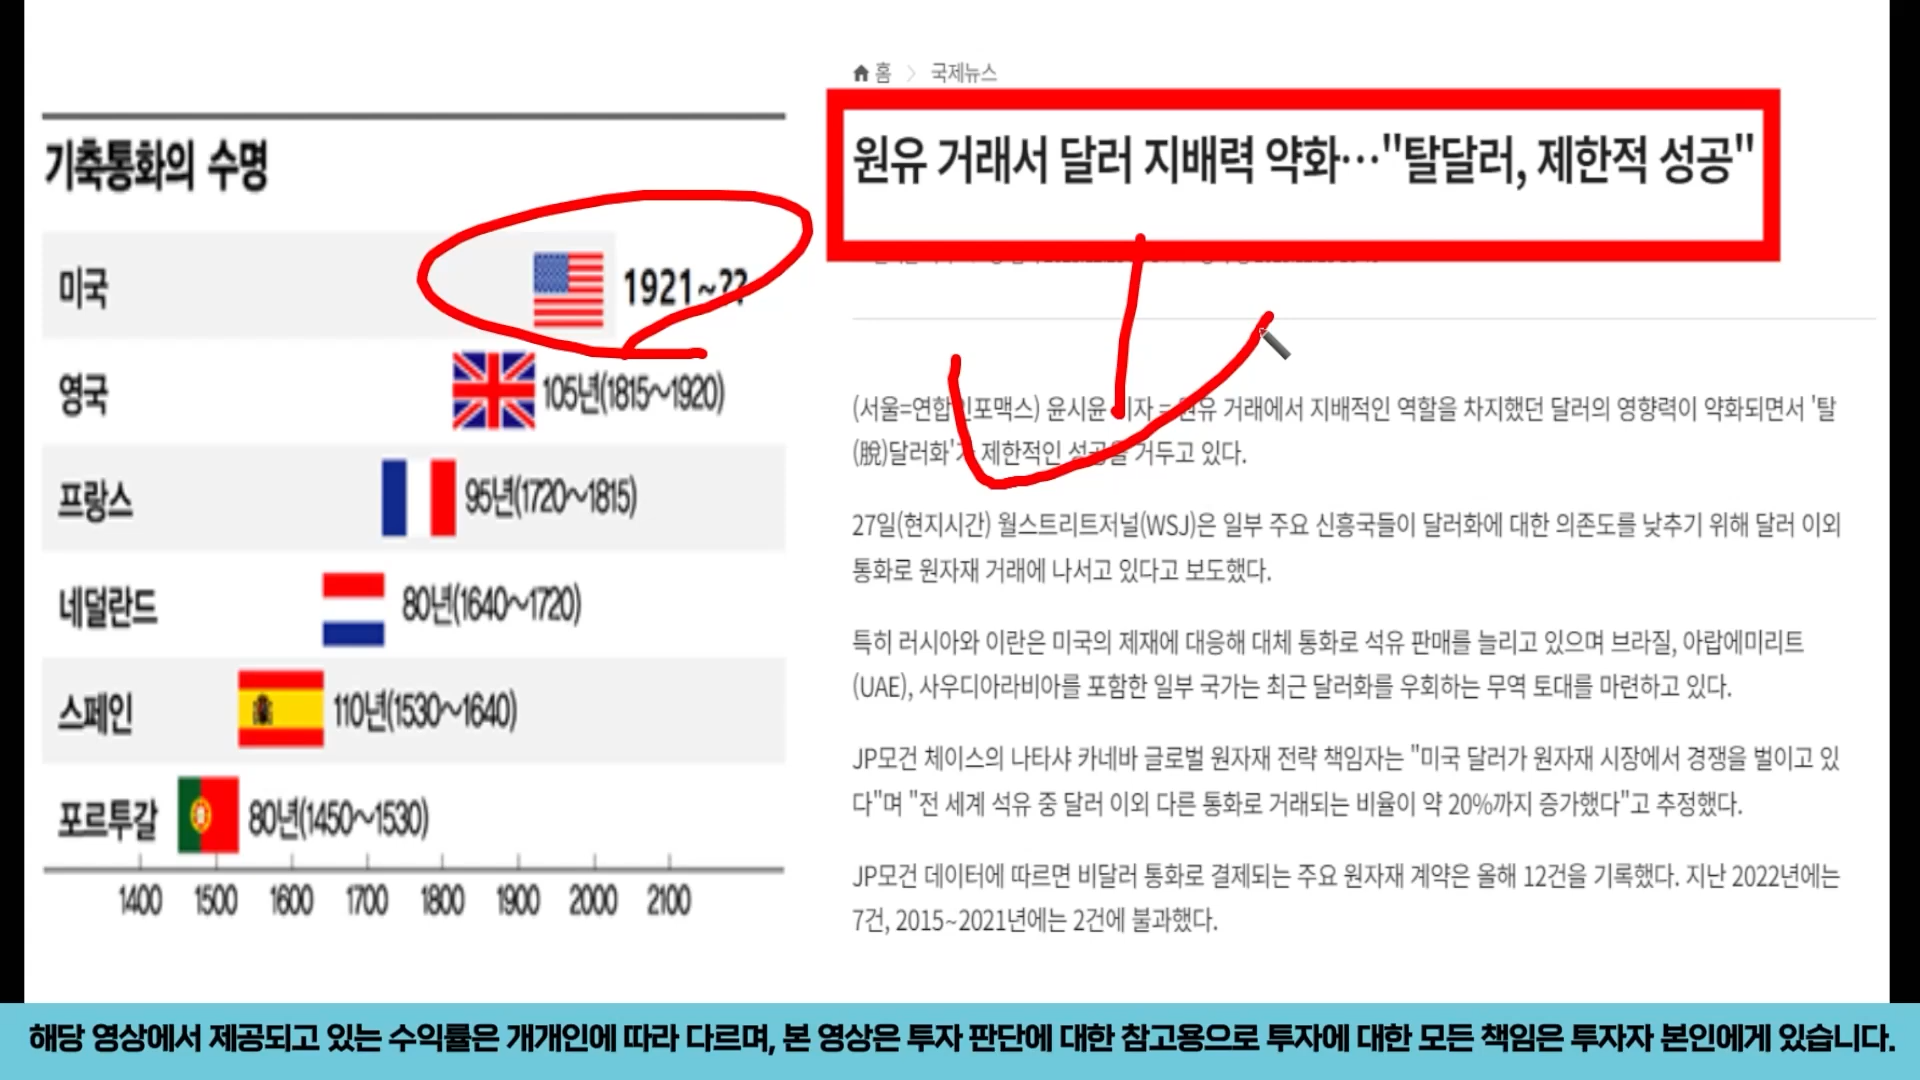 기축통화의 수명
미국 1921~??
영국 105년(1815~1920)
프랑스 95년(1720~1815)
네덜란드 80년(1640~1720)
스페인 110년(1530~1640)
포르투갈 80년(1450~1530)
1400 1500 1600 1700 1800 1900 2000 2100
홈 > 국제뉴스
원유 거래서 달러 지배력 약화…"탈달러, 제한적 성공"
(서울=연합인포맥스) 윤시윤 기자 = 원유 거래에서 지배적인 역할을 차지했던 달러의 영향력이 약화되면서 '탈
(脫)달러화'가 제한적인 성공을 거두고 있다.
27일(현지시간) 월스트리트저널(WSJ)은 일부 주요 신흥국들이 달러화에 대한 의존도를 낮추기 위해 달러 이외
통화로 원자재 거래에 나서고 있다고 보도했다.
특히 러시아와 이란은 미국의 제재에 대응해 대체 통화로 석유 판매를 늘리고 있으며 브라질, 아랍에미리트
(UAE), 사우디아라비아를 포함한 일부 국가는 최근 달러화를 우회하는 무역 토대를 마련하고 있다.
JP모건 체이스의 나타샤 카네바 글로벌 원자재 전략 책임자는 "미국 달러가 원자재 시장에서 경쟁을 벌이고 있
다"며 "전 세계 석유 중 달러 이외 다른 통화로 거래되는 비율이 약 20%까지 증가했다"고 추정했다.
JP모건 데이터에 따르면 비달러 통화로 결제되는 주요 원자재 계약은 올해 12건을 기록했다. 지난 2022년에는
7건, 2015~2021년에는 2건에 불과했다.
해당 영상에서 제공되고 있는 수익률은 개개인에 따라 다르며, 본 영상은 투자 판단에 대한 참고용으로 투자에 대한 모든 책임은 투자자 본인에게 있습니다.